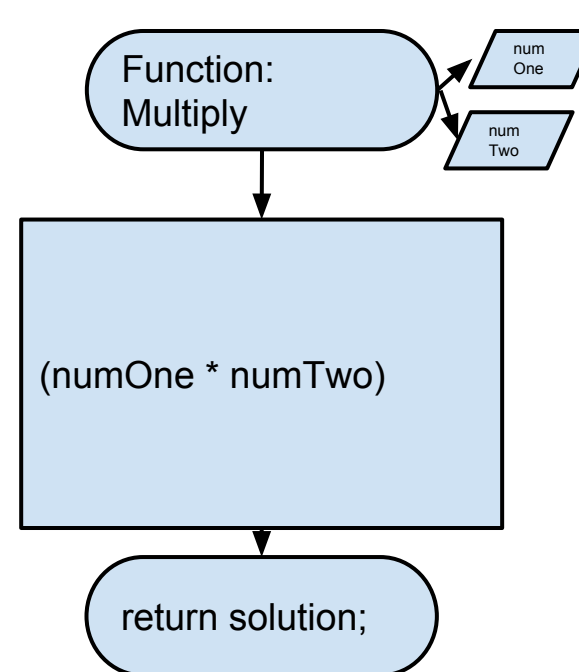 Function:
Multiply
num
One
num
Two
(numOne * numTwo)
return solution;